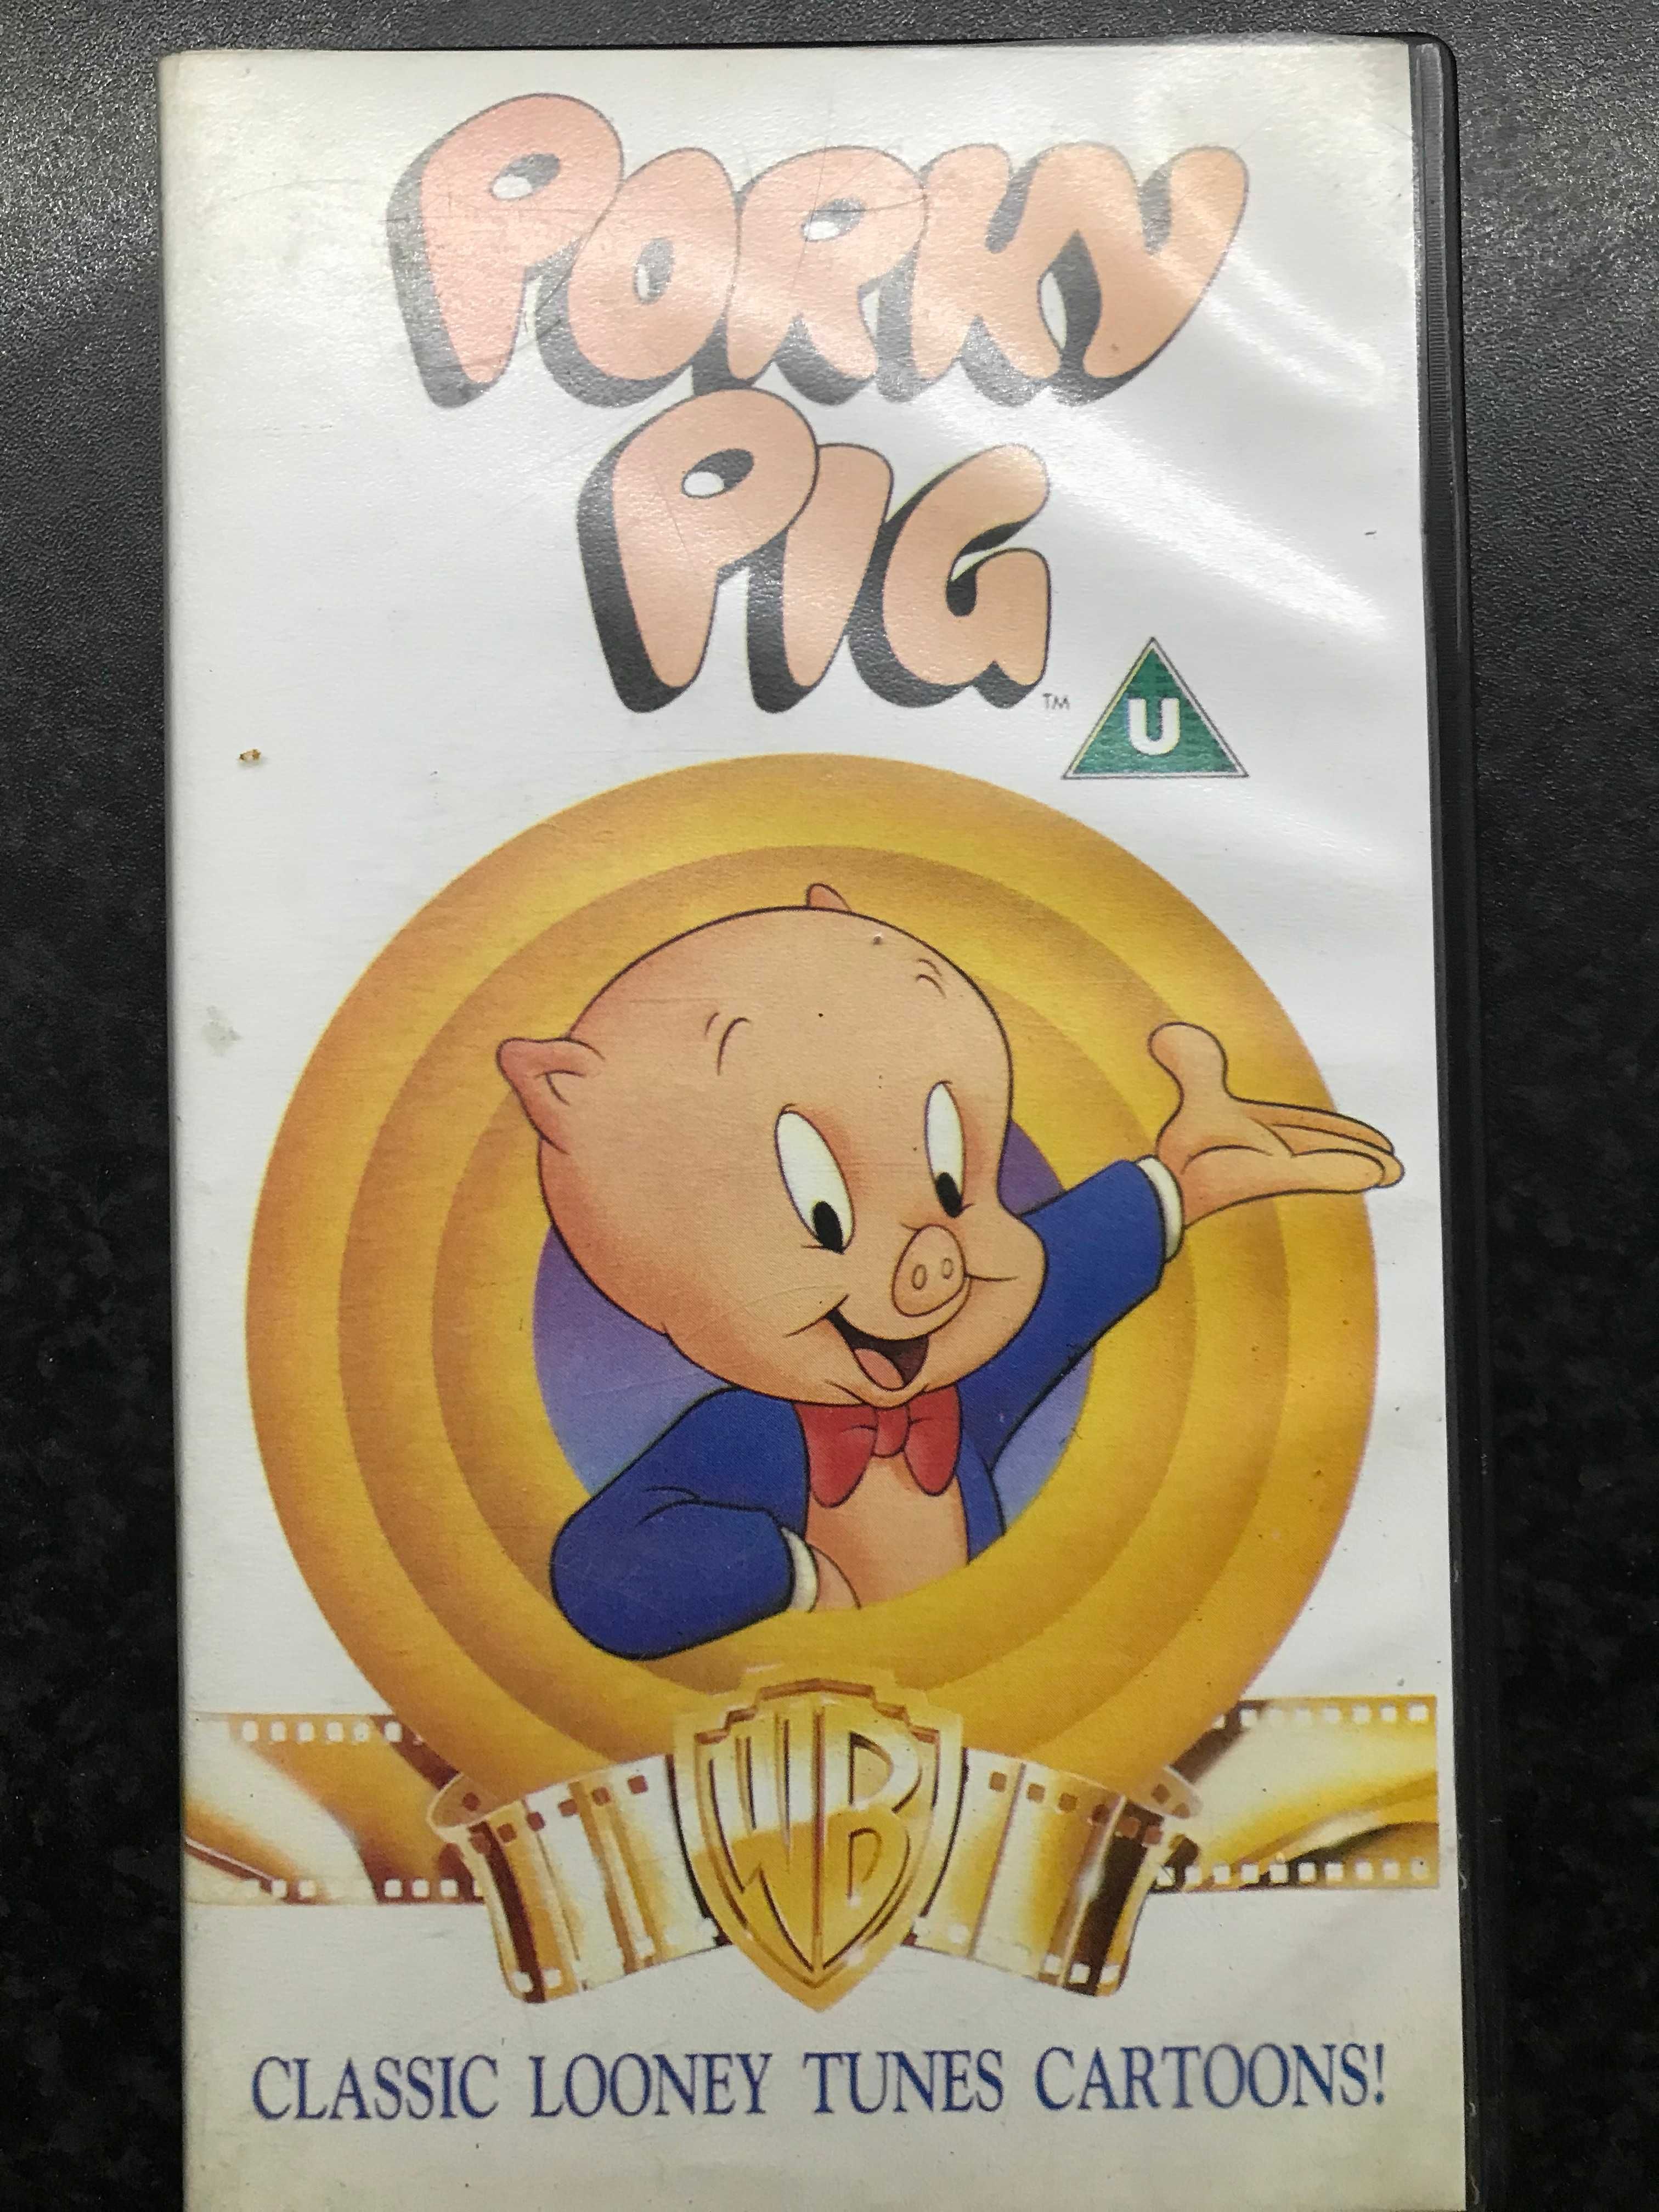 PORKY
PIG
TM
U
WB
CLASSIC LOONEY TUNES CARTOONS!